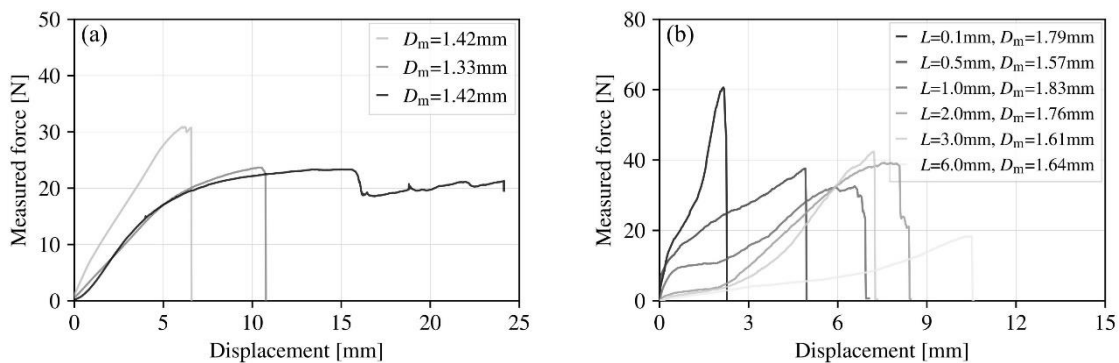 (a)
D_m=1.42mm
D_m=1.33mm
D_m=1.42mm
Measured force [N]
50
40
30
20
10
0
0 5 10 15 20 25
Displacement [mm]
(b)
L=0.1mm, D_m=1.79mm
L=0.5mm, D_m=1.57mm
L=1.0mm, D_m=1.83mm
L=2.0mm, D_m=1.76mm
L=3.0mm, D_m=1.61mm
L=6.0mm, D_m=1.64mm
Measured force [N]
80
60
40
20
0
0 3 6 9 12 15
Displacement [mm]